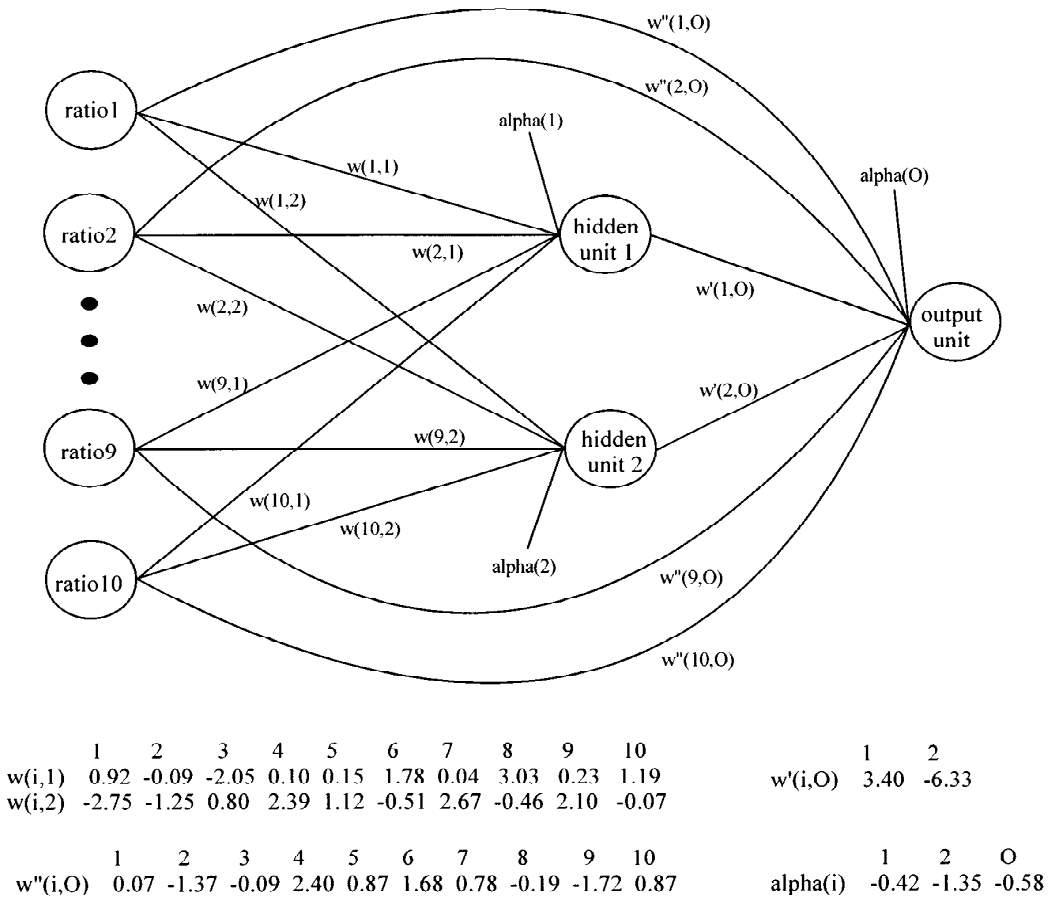 w"(1,O)
ratio1
w"(2,O)
alpha(1)
w(1,1)
alpha(O)
w(1,2)
ratio2
hidden
unit 1
w(2,1)
w'(1,O)
w(2,2)
output
unit
w(9,1)
w'(2,O)
ratio9
w(9,2)
hidden
unit 2
w(10,1)
w(10,2)
alpha(2)
ratio10
w"(9,O)
w"(10,O)
1 2 3 4 5 6 7 8 9 10
w(i,1) 0.92 -0.09 -2.05 0.10 0.15 1.78 0.04 3.03 0.23 1.19
w(i,2) -2.75 -1.25 0.80 2.39 1.12 -0.51 2.67 -0.46 2.10 -0.07
1 2
w'(i,O) 3.40 -6.33
1 2 3 4 5 6 7 8 9 10
w"(i,O) 0.07 -1.37 -0.09 2.40 0.87 1.68 0.78 -0.19 -1.72 0.87
1 2 O
alpha(i) -0.42 -1.35 -0.58